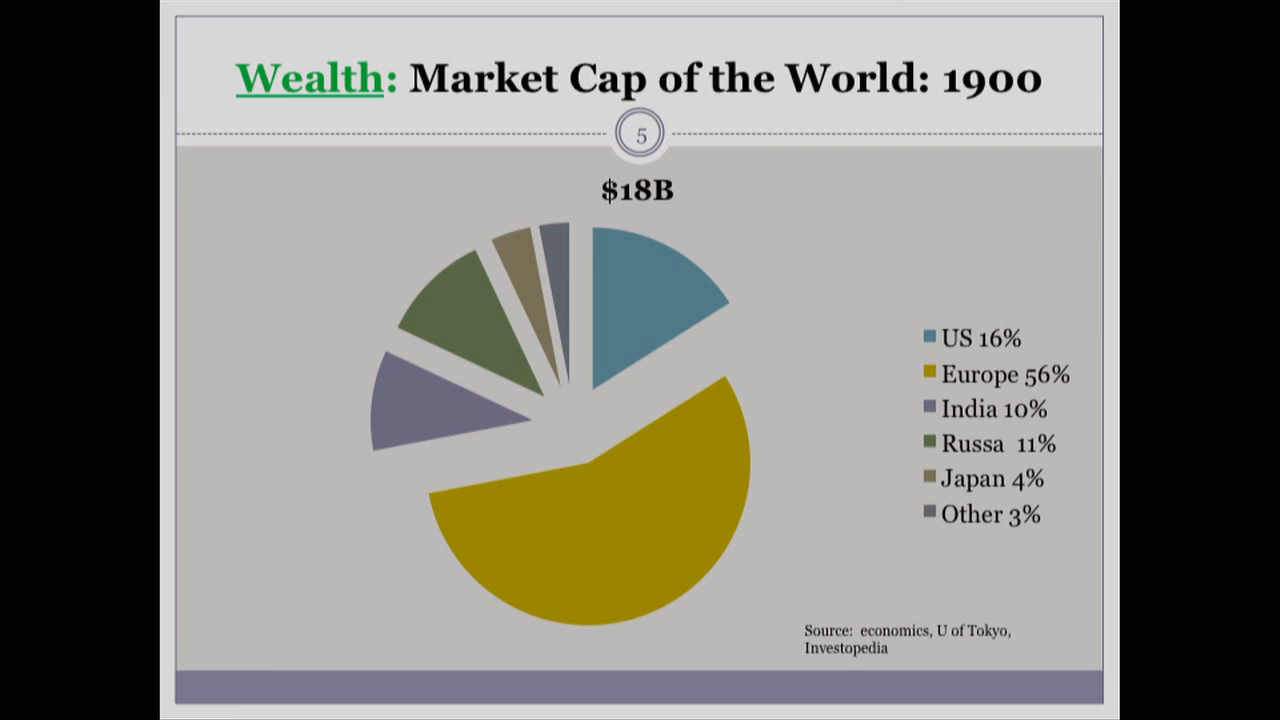 Wealth: Market Cap of the World: 1900
5
$18B
US 16%
Europe 56%
India 10%
Russa 11%
Japan 4%
Other 3%
Source: economics, U of Tokyo,
Investopedia